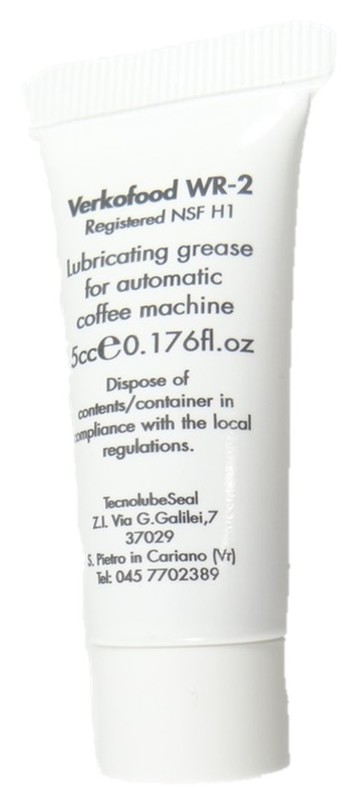 Verkofood WR-2
Registered NSF H1
Lubricating grease
for automatic
coffee machine
5cc℮0.176fl.oz
Dispose of
contents/container in
compliance with the local
regulations.
TecnolubeSeal
Z.I. Via G.Galilei,7
37029
S. Pietro in Cariano (Vr)
Tel: 045 7702389